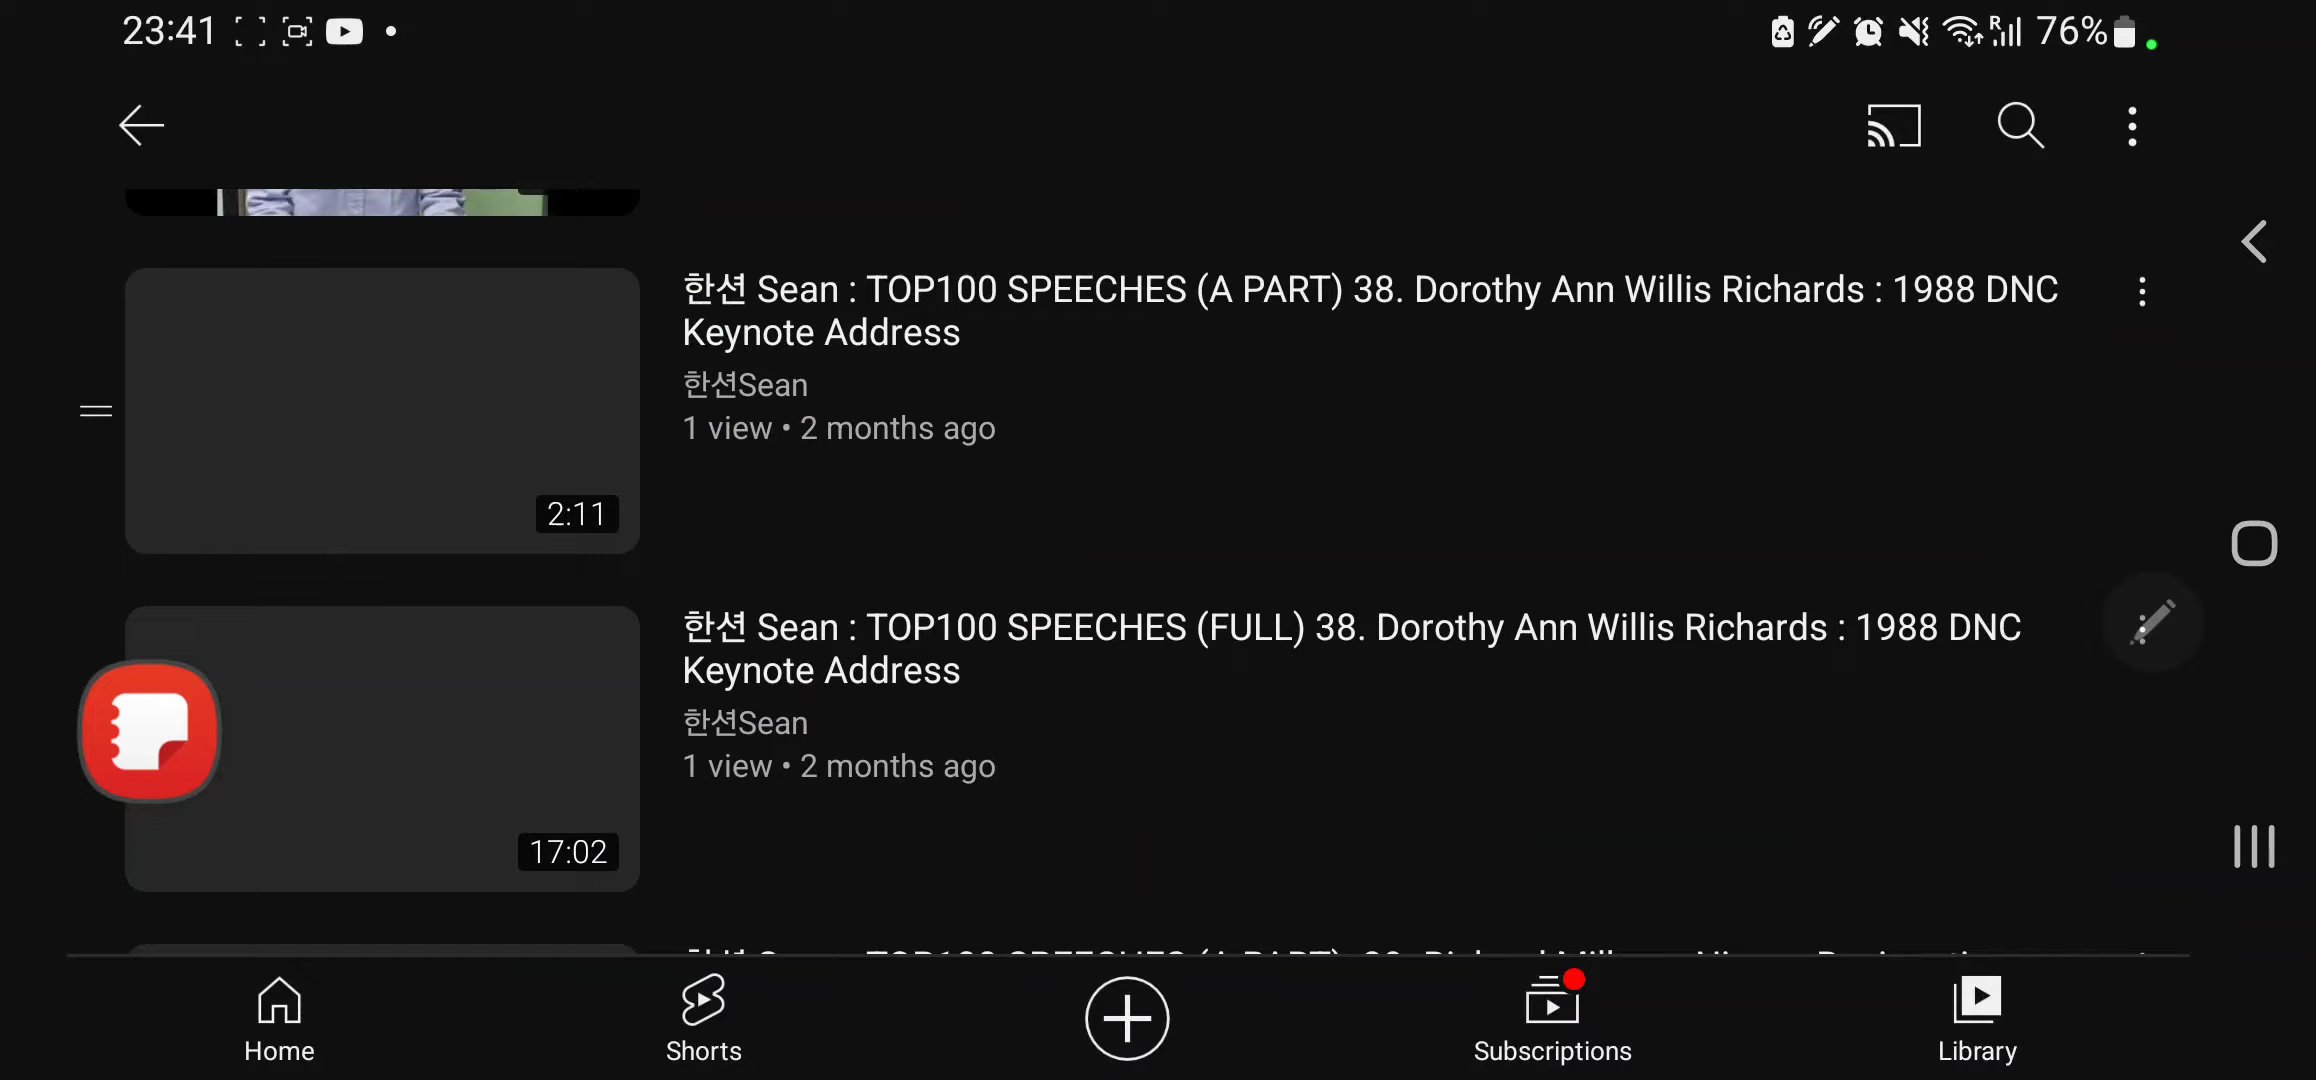 23:41
76%
한션 Sean : TOP100 SPEECHES (A PART) 38. Dorothy Ann Willis Richards : 1988 DNC
Keynote Address
한션Sean
1 view • 2 months ago
2:11
한션 Sean : TOP100 SPEECHES (FULL) 38. Dorothy Ann Willis Richards : 1988 DNC
Keynote Address
한션Sean
1 view • 2 months ago
17:02
Home
Shorts
Subscriptions
Library